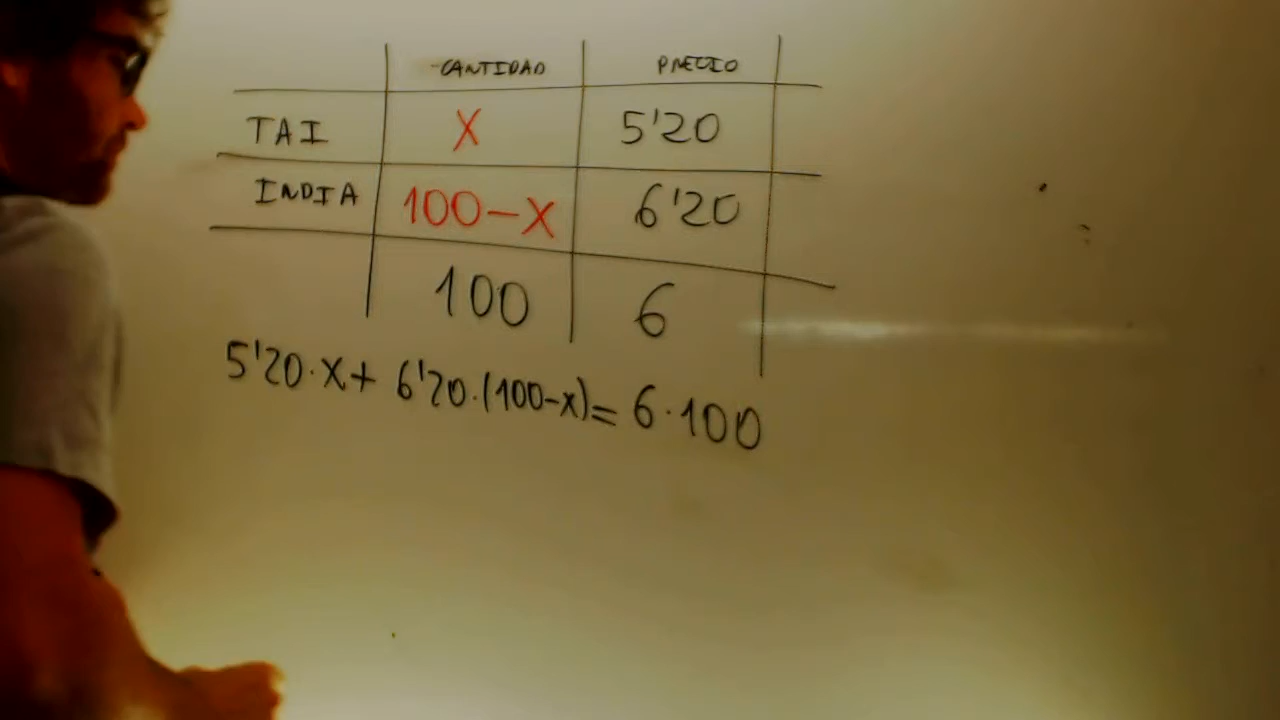 CANTIDAD PRECIO
TAI X 5'20
INDIA 100-X 6'20
100 6
5'20·X+ 6'20·(100-X)= 6·100